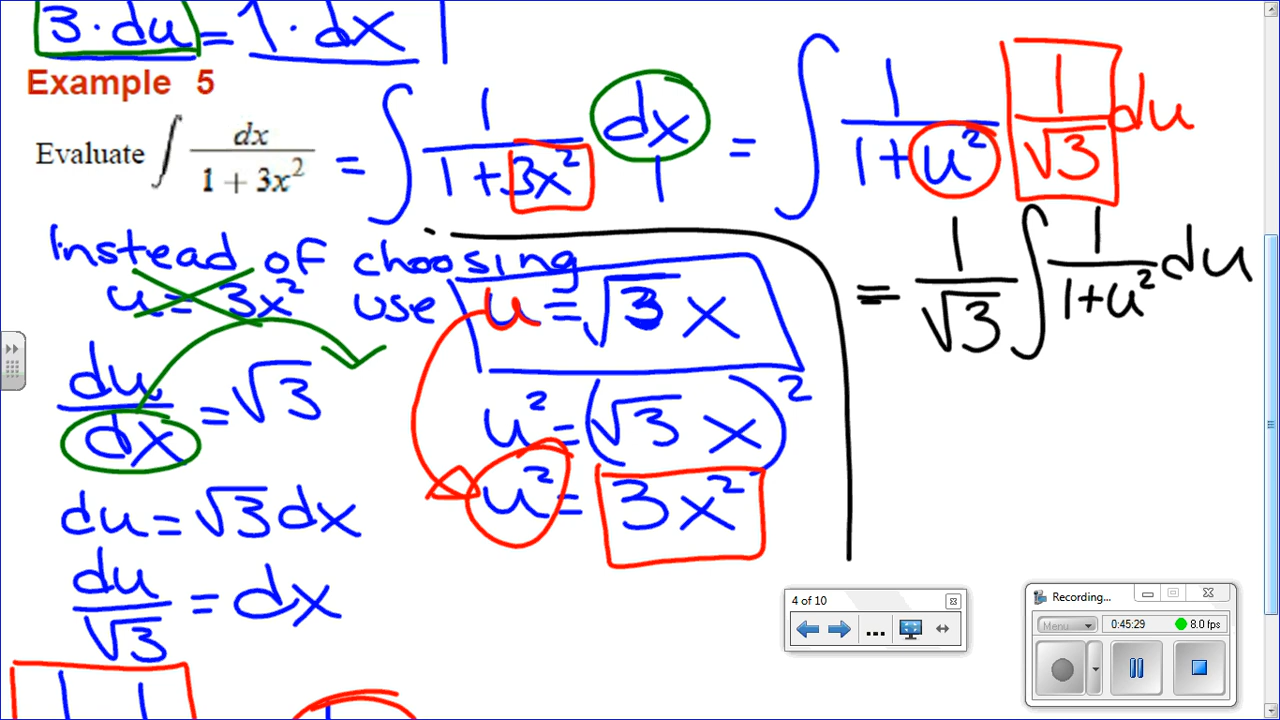 3·du = 1·dx
Example 5
Evaluate ∫ dx / (1 + 3x²) = ∫ 1/(1+3x²) dx/1 = ∫ 1/(1+u²) 1/√3 du
= 1/√3 ∫ 1/(1+u²) du
Instead of choosing
u = 3x² use u = √3 x
du/dx = √3
u² = (√3 x)²
u² = 3x²
du = √3 dx
du/√3 = dx
4 of 10
...
Recording...
Menu
0:45:29
8.0 fps